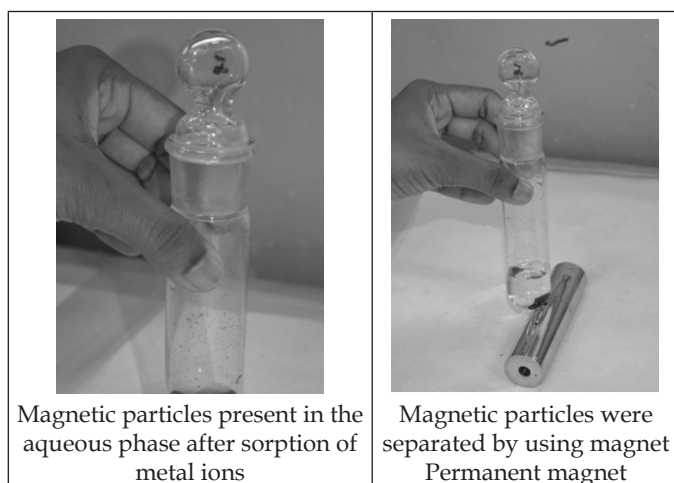 Magnetic particles present in the
aqueous phase after sorption of
metal ions
Magnetic particles were
separated by using magnet
Permanent magnet